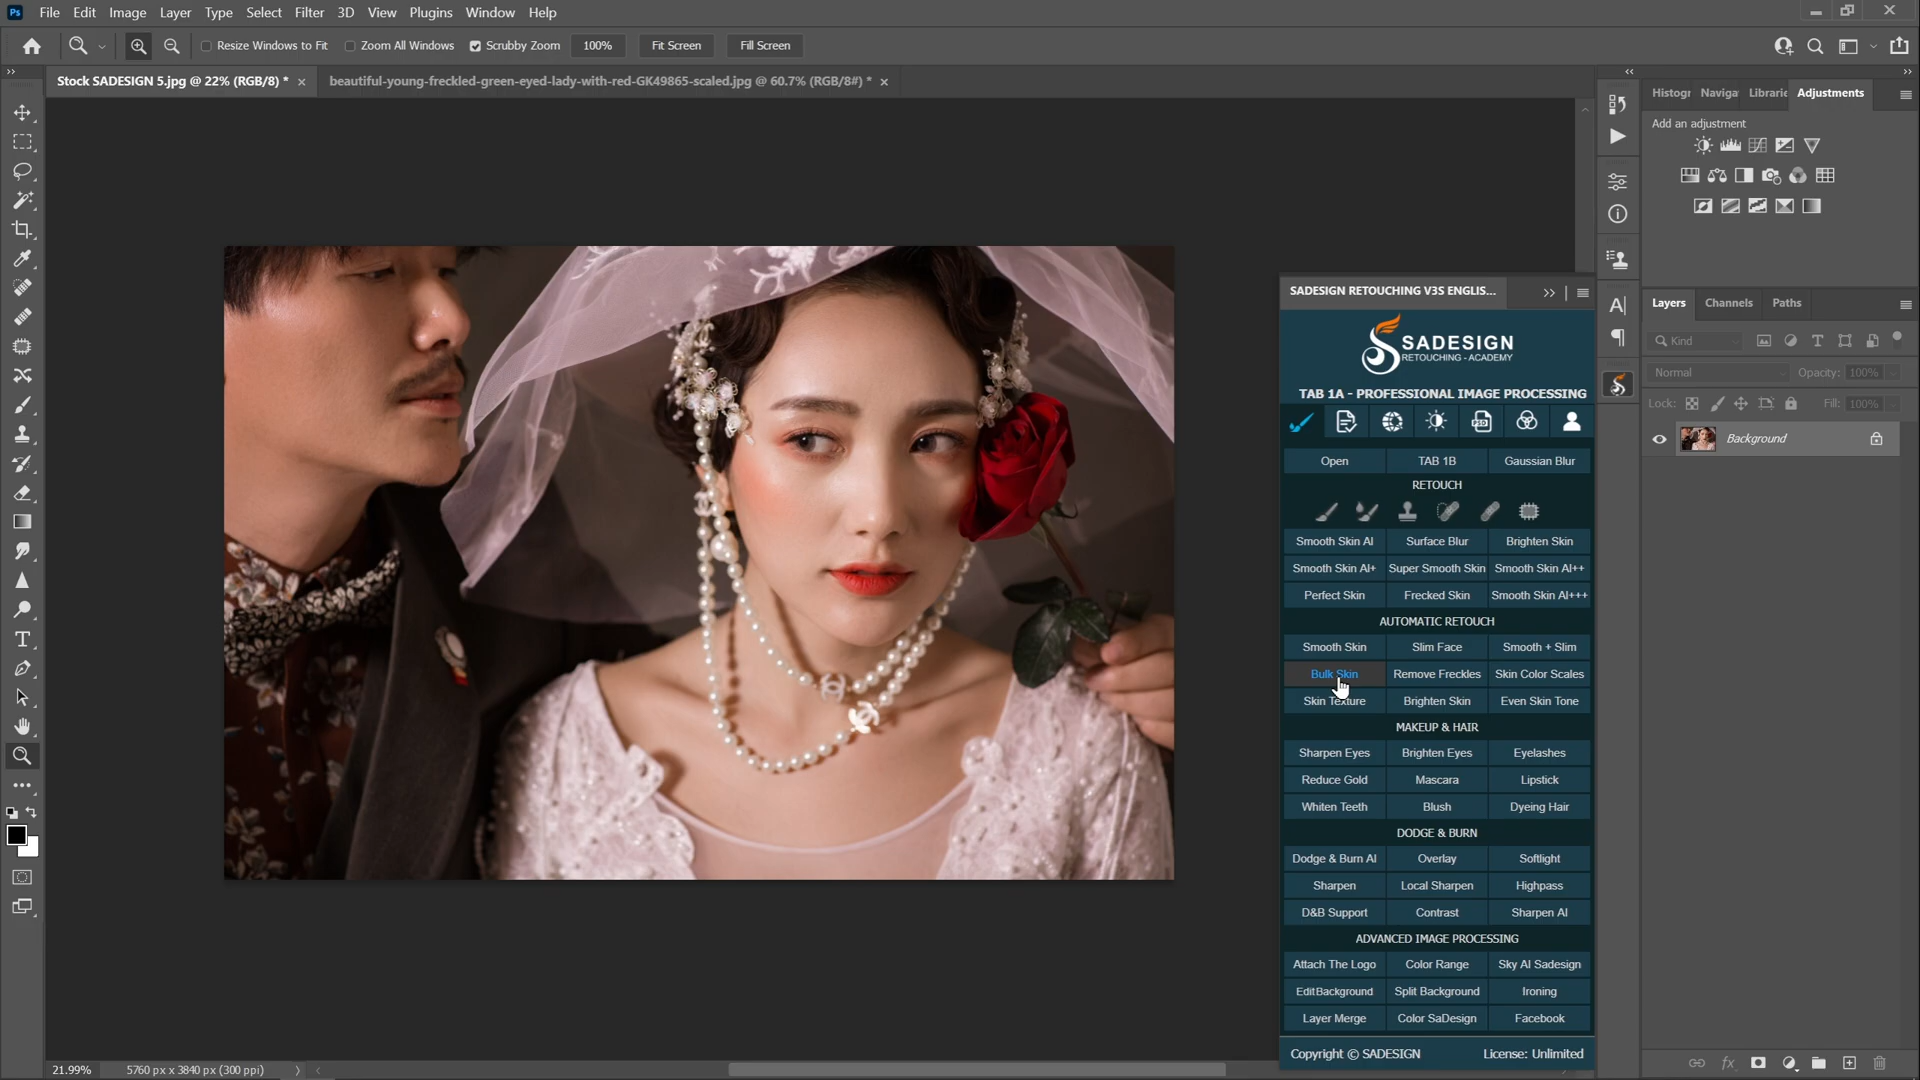 Ps File Edit Image Layer Type Select Filter 3D View Plugins Window Help
Resize Windows to Fit Zoom All Windows Scrubby Zoom 100% Fit Screen Fill Screen
Stock SADESIGN 5.jpg @ 22% (RGB/8) * × beautiful-young-freckled-green-eyed-lady-with-red-GK49865-scaled.jpg @ 60.7% (RGB/8#) * ×
Histogr Naviga Librarie Adjustments
Add an adjustment
Layers Channels Paths
Kind
Normal Opacity: 100%
Lock: Fill: 100%
Background
SADESIGN RETOUCHING V3S ENGLIS...
SADESIGN
RETOUCHING - ACADEMY
TAB 1A - PROFESSIONAL IMAGE PROCESSING
PSD
Open TAB 1B Gaussian Blur
RETOUCH
Smooth Skin AI Surface Blur Brighten Skin
Smooth Skin AI+ Super Smooth Skin Smooth Skin AI++
Perfect Skin Frecked Skin Smooth Skin AI+++
AUTOMATIC RETOUCH
Smooth Skin Slim Face Smooth + Slim
Bulk Skin Remove Freckles Skin Color Scales
Skin Texture Brighten Skin Even Skin Tone
MAKEUP & HAIR
Sharpen Eyes Brighten Eyes Eyelashes
Reduce Gold Mascara Lipstick
Whiten Teeth Blush Dyeing Hair
DODGE & BURN
Dodge & Burn AI Overlay Softlight
Sharpen Local Sharpen Highpass
D&B Support Contrast Sharpen AI
ADVANCED IMAGE PROCESSING
Attach The Logo Color Range Sky AI Sadesign
EditBackground Split Background Ironing
Layer Merge Color SaDesign Facebook
Copyright © SADESIGN License: Unlimited
21.99% 5760 px x 3840 px (300 ppi)
fx